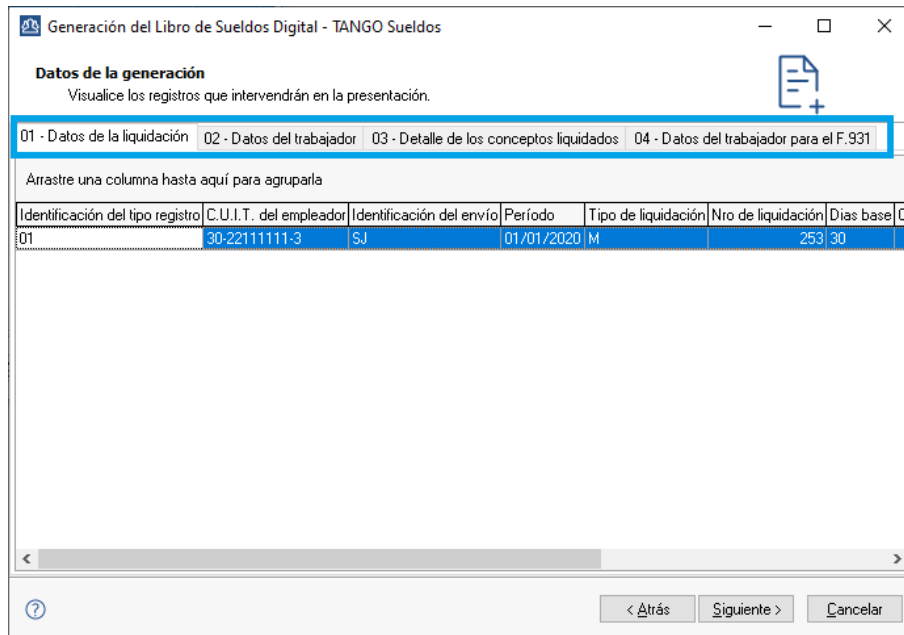 Generación del Libro de Sueldos Digital - TANGO Sueldos
Datos de la generación
Visualice los registros que intervendrán en la presentación.
01 - Datos de la liquidación 02 - Datos del trabajador 03 - Detalle de los conceptos liquidados 04 - Datos del trabajador para el F.931
Arrastre una columna hasta aquí para agruparla
Identificación del tipo registro C.U.I.T. del empleador Identificación del envío Período Tipo de liquidación Nro de liquidación Dias base
01 30-22111111-3 SJ 01/01/2020 M 253 30
< Atrás Siguiente > Cancelar